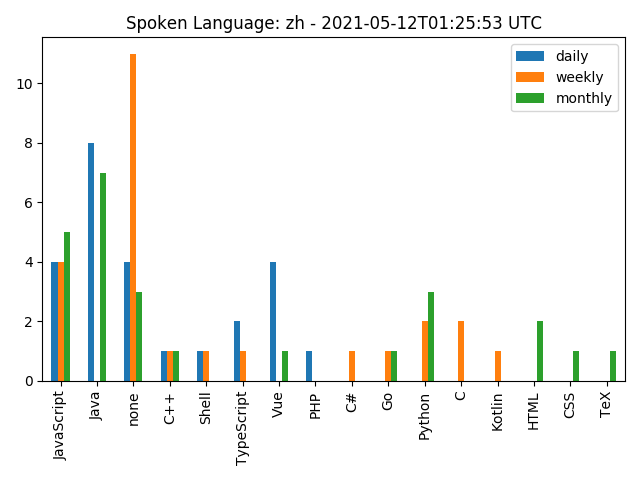 Spoken Language: zh - 2021-05-12T01:25:53 UTC
daily
weekly
monthly
10
8
6
4
2
0
JavaScript
Java
none
C++
Shell
TypeScript
Vue
PHP
C#
Go
Python
C
Kotlin
HTML
CSS
TeX